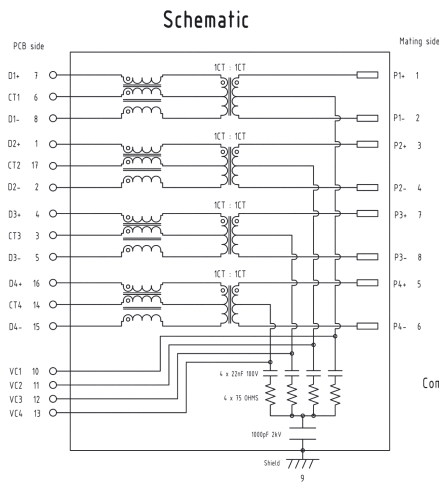 Schematic
PCB side
Mating side
1CT : 1CT
D1+ 7
P1+ 1
CT1 6
D1- 8
P1- 2
1CT : 1CT
D2+ 1
P2+ 3
CT2 17
D2- 2
P2- 4
1CT : 1CT
D3+ 4
P3+ 7
CT3 3
D3- 5
P3- 8
1CT : 1CT
D4+ 16
P4+ 5
CT4 14
D4- 15
P4- 6
VC1 10
4 x 22nF 100V
VC2 11
Con
VC3 12
4 x 75 OHMS
VC4 13
1000pF 2kV
Shield
9